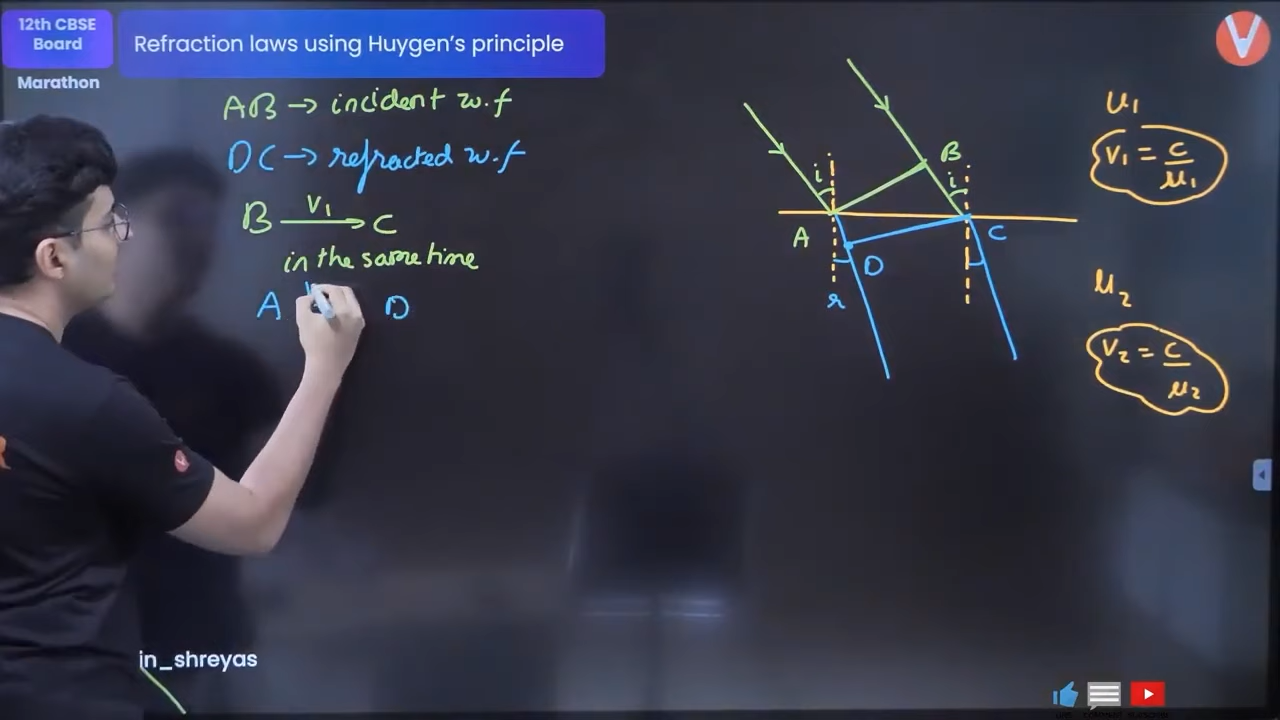 12th CBSE
Board
Marathon
Refraction laws using Huygen's principle
AB → incident w.f
DC → refracted w.f
B V₁ → C
in the same time
A D
i
B
i
A
C
D
r
μ₁
V₁ = c/μ₁
μ₂
V₂ = c/μ₂
in_shreyas